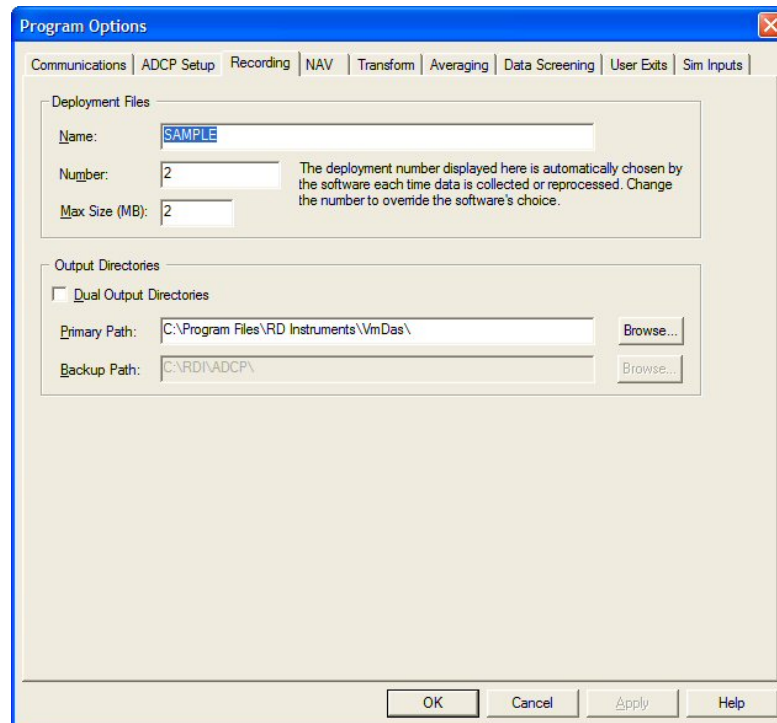 Program Options
Communications ADCP Setup Recording NAV Transform Averaging Data Screening User Exits Sim Inputs
Deployment Files
Name: SAMPLE
Number: 2
The deployment number displayed here is automatically chosen by
the software each time data is collected or reprocessed. Change
the number to override the software's choice.
Max Size (MB): 2
Output Directories
Dual Output Directories
Primary Path: C:\Program Files\RD Instruments\VmDas\ Browse...
Backup Path: C:\RDI\ADCP\ Browse...
OK Cancel Apply Help